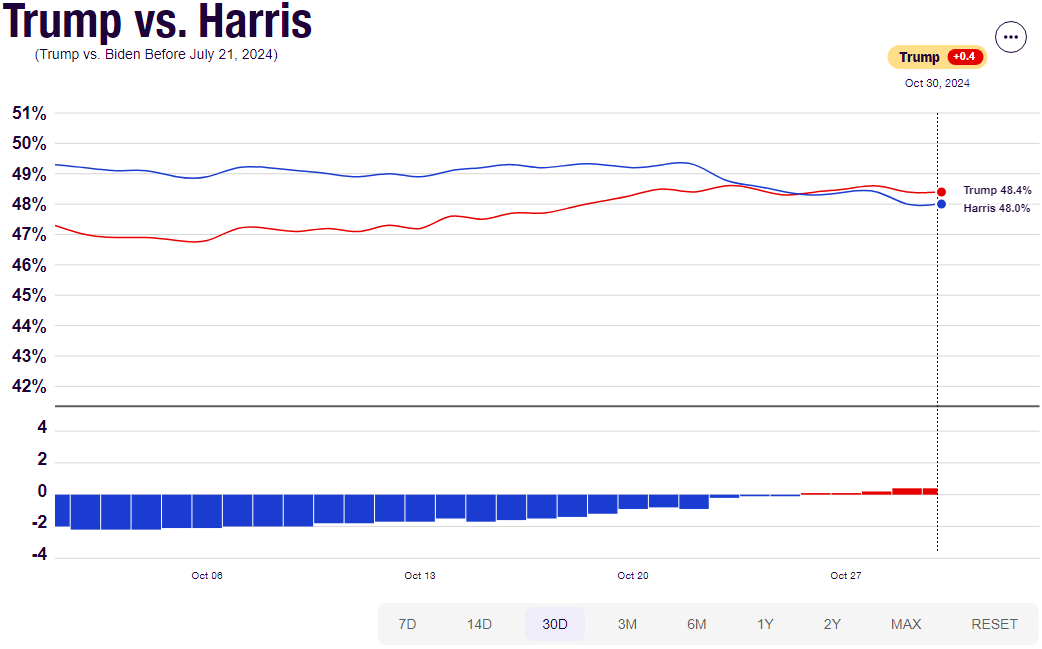 Trump vs. Harris
(Trump vs. Biden Before July 21, 2024)
Trump +0.4
Oct 30, 2024
51%
50%
49%
48%
47%
46%
45%
44%
43%
42%
Trump 48.4%
Harris 48.0%
4
2
0
-2
-4
Oct 06 Oct 13 Oct 20 Oct 27
7D 14D 30D 3M 6M 1Y 2Y MAX RESET